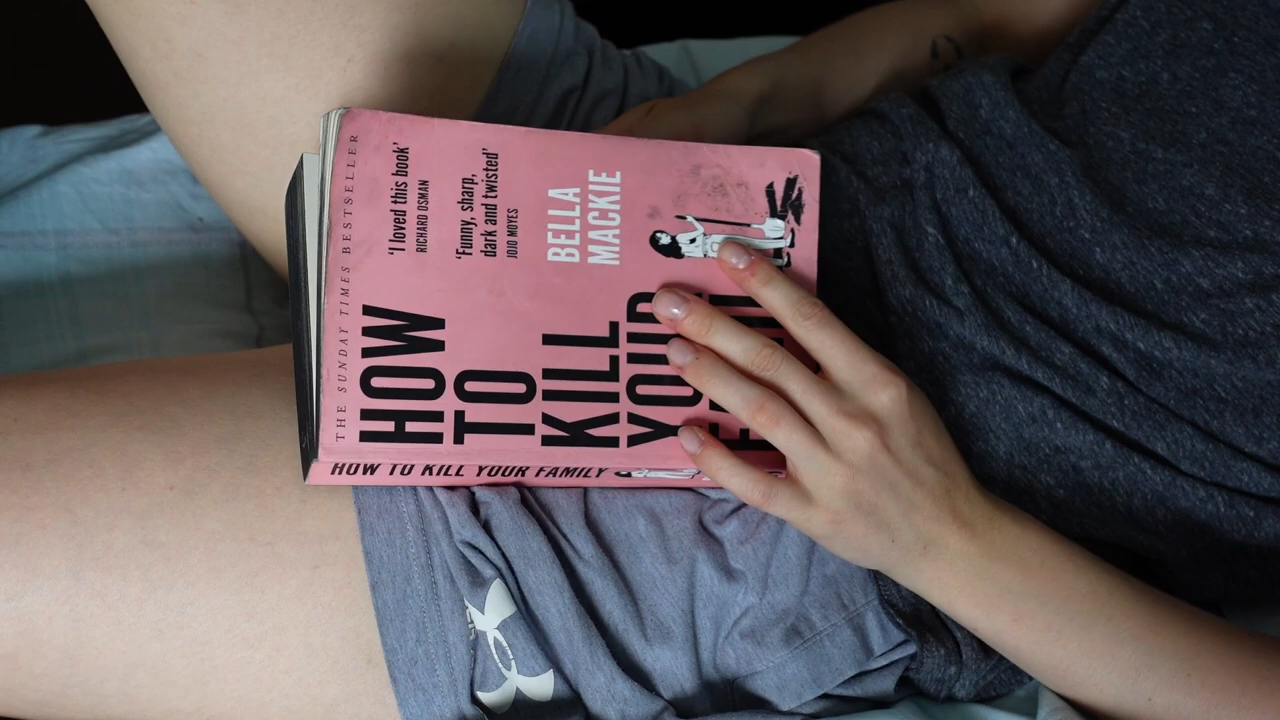 THE SUNDAY TIMES BESTSELLER
'I loved this book'
RICHARD OSMAN
'Funny, sharp,
dark and twisted'
JOJO MOYES
BELLA
MACKIE
HOW
TO
KILL
YOUR
HOW TO KILL YOUR FAMILY